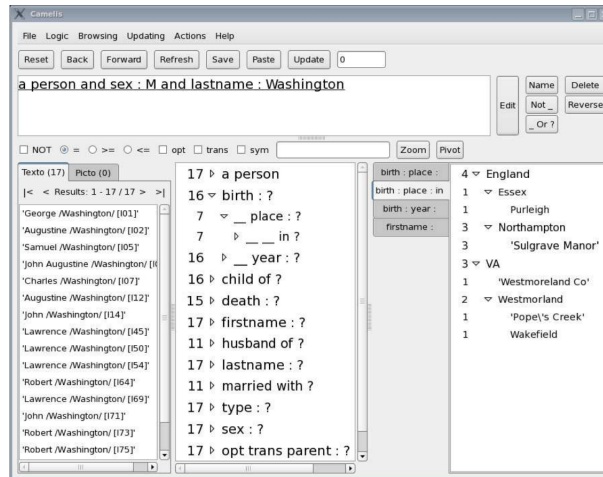 Camelis
File Logic Browsing Updating Actions Help
Reset Back Forward Refresh Save Paste Update 0
a person and sex : M and lastname : Washington
Edit
Name Delete
Not _ Reverse
_ Or ?
NOT = >= <= opt trans sym Zoom Pivot
Texto (17) Picto (0)
|< < Results: 1 - 17 / 17 > >|
'George /Washington/ [I01]'
'Augustine /Washington/ [I02]'
'Samuel /Washington/ [I05]'
'John Augustine /Washington/ [I0
'Charles /Washington/ [I07]'
'Augustine /Washington/ [I12]'
'John /Washington/ [I14]'
'Lawrence /Washington/ [I45]'
'Lawrence /Washington/ [I50]'
'Lawrence /Washington/ [I54]'
'Robert /Washington/ [I64]'
'Lawrence /Washington/ [I69]'
'John /Washington/ [I71]'
'Robert /Washington/ [I73]'
'Robert /Washington/ [I75]'
17 a person
16 birth : ?
7 __ place : ?
7 __ __ in ?
16 __ year : ?
16 child of ?
15 death : ?
17 firstname : ?
11 husband of ?
17 lastname : ?
11 married with ?
17 type : ?
17 sex : ?
17 opt trans parent : ?
birth : place :
birth : place : in
birth : year :
firstname :
4 England
1 Essex
1 Purleigh
3 Northampton
3 'Sulgrave Manor'
3 VA
1 'Westmoreland Co'
2 Westmorland
1 'Pope\'s Creek'
1 Wakefield